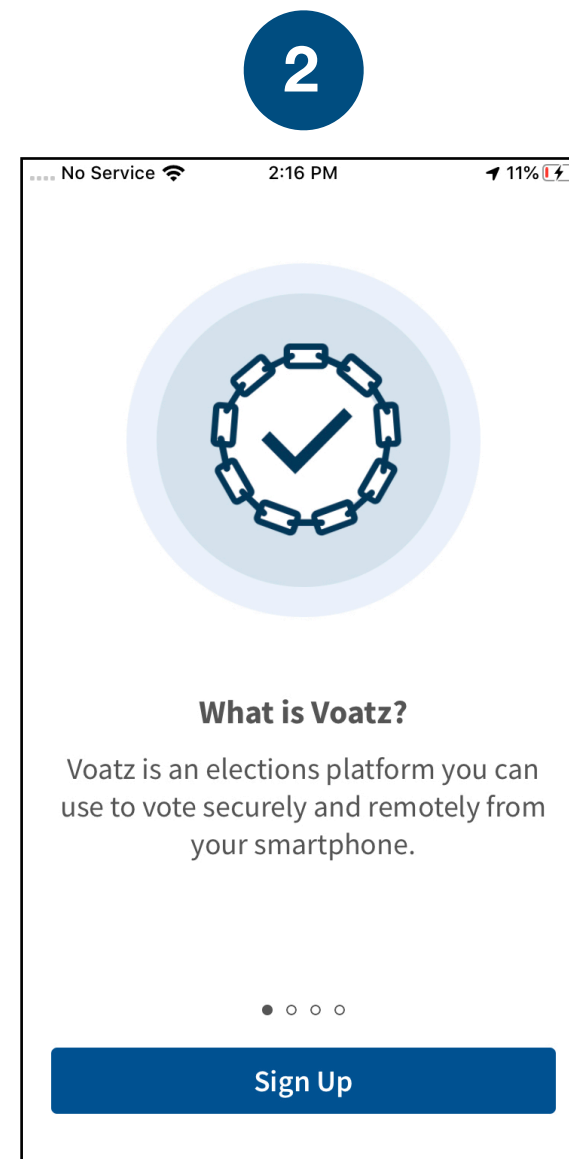 2
No Service 2:16 PM 11%
What is Voatz?
Voatz is an elections platform you can
use to vote securely and remotely from
your smartphone.
Sign Up